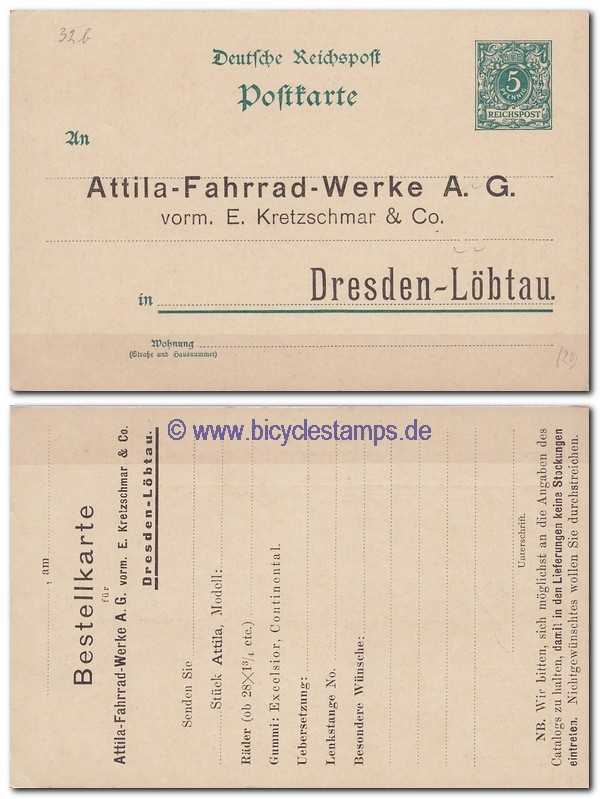 32b
Deutsche Reichspost
Postkarte
5
PFENNIG
REICHSPOST
An
Attila-Fahrrad-Werke A. G.
vorm. E. Kretzschmar & Co.
in Dresden-Löbtau.
Wohnung
(Straße und Hausnummer)
(20)
© www.bicyclestamps.de
, am
Bestellkarte
für
Attila-Fahrrad-Werke A. G. vorm. E. Kretzschmar & Co.
Dresden-Löbtau.
Senden Sie
Stück Attila, Modell:
Räder (ob 28×1¾ etc.)
Gummi: Excelsior, Continental.
Uebersetzung:
Lenkstange No.
Besondere Wünsche:
Unterschrift.
NB. Wir bitten, sich möglichst an die Angaben des
Catalogs zu halten, damit in den Lieferungen keine Stockungen
eintreten. Nichtgewünschtes wollen Sie durchstreichen.